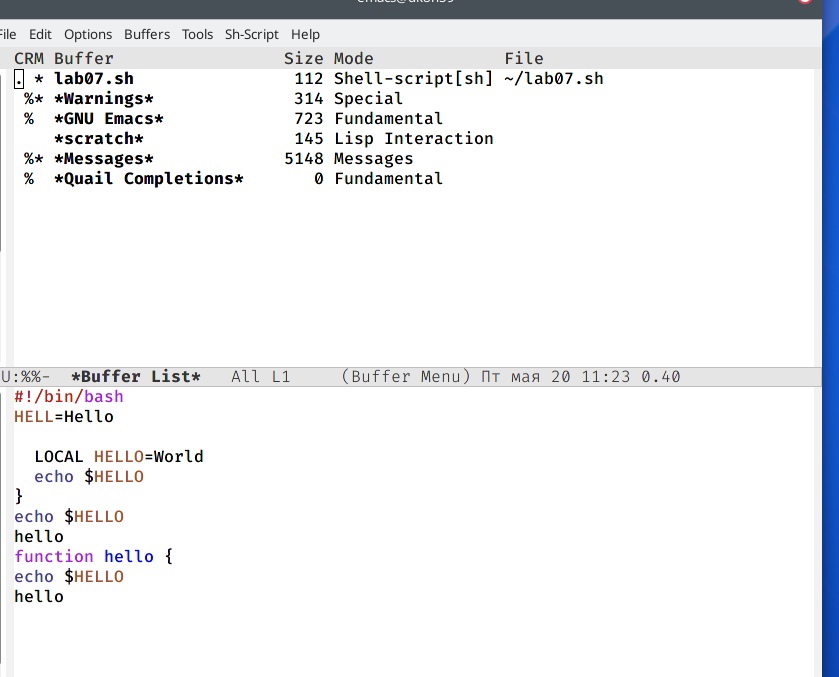 File Edit Options Buffers Tools Sh-Script Help
CRM Buffer Size Mode File
. * lab07.sh 112 Shell-script[sh] ~/lab07.sh
%* *Warnings* 314 Special
% *GNU Emacs* 723 Fundamental
*scratch* 145 Lisp Interaction
%* *Messages* 5148 Messages
% *Quail Completions* 0 Fundamental
U:%%- *Buffer List* All L1 (Buffer Menu) Пт мая 20 11:23 0.40
#!/bin/bash
HELL=Hello
LOCAL HELLO=World
echo $HELLO
}
echo $HELLO
hello
function hello {
echo $HELLO
hello